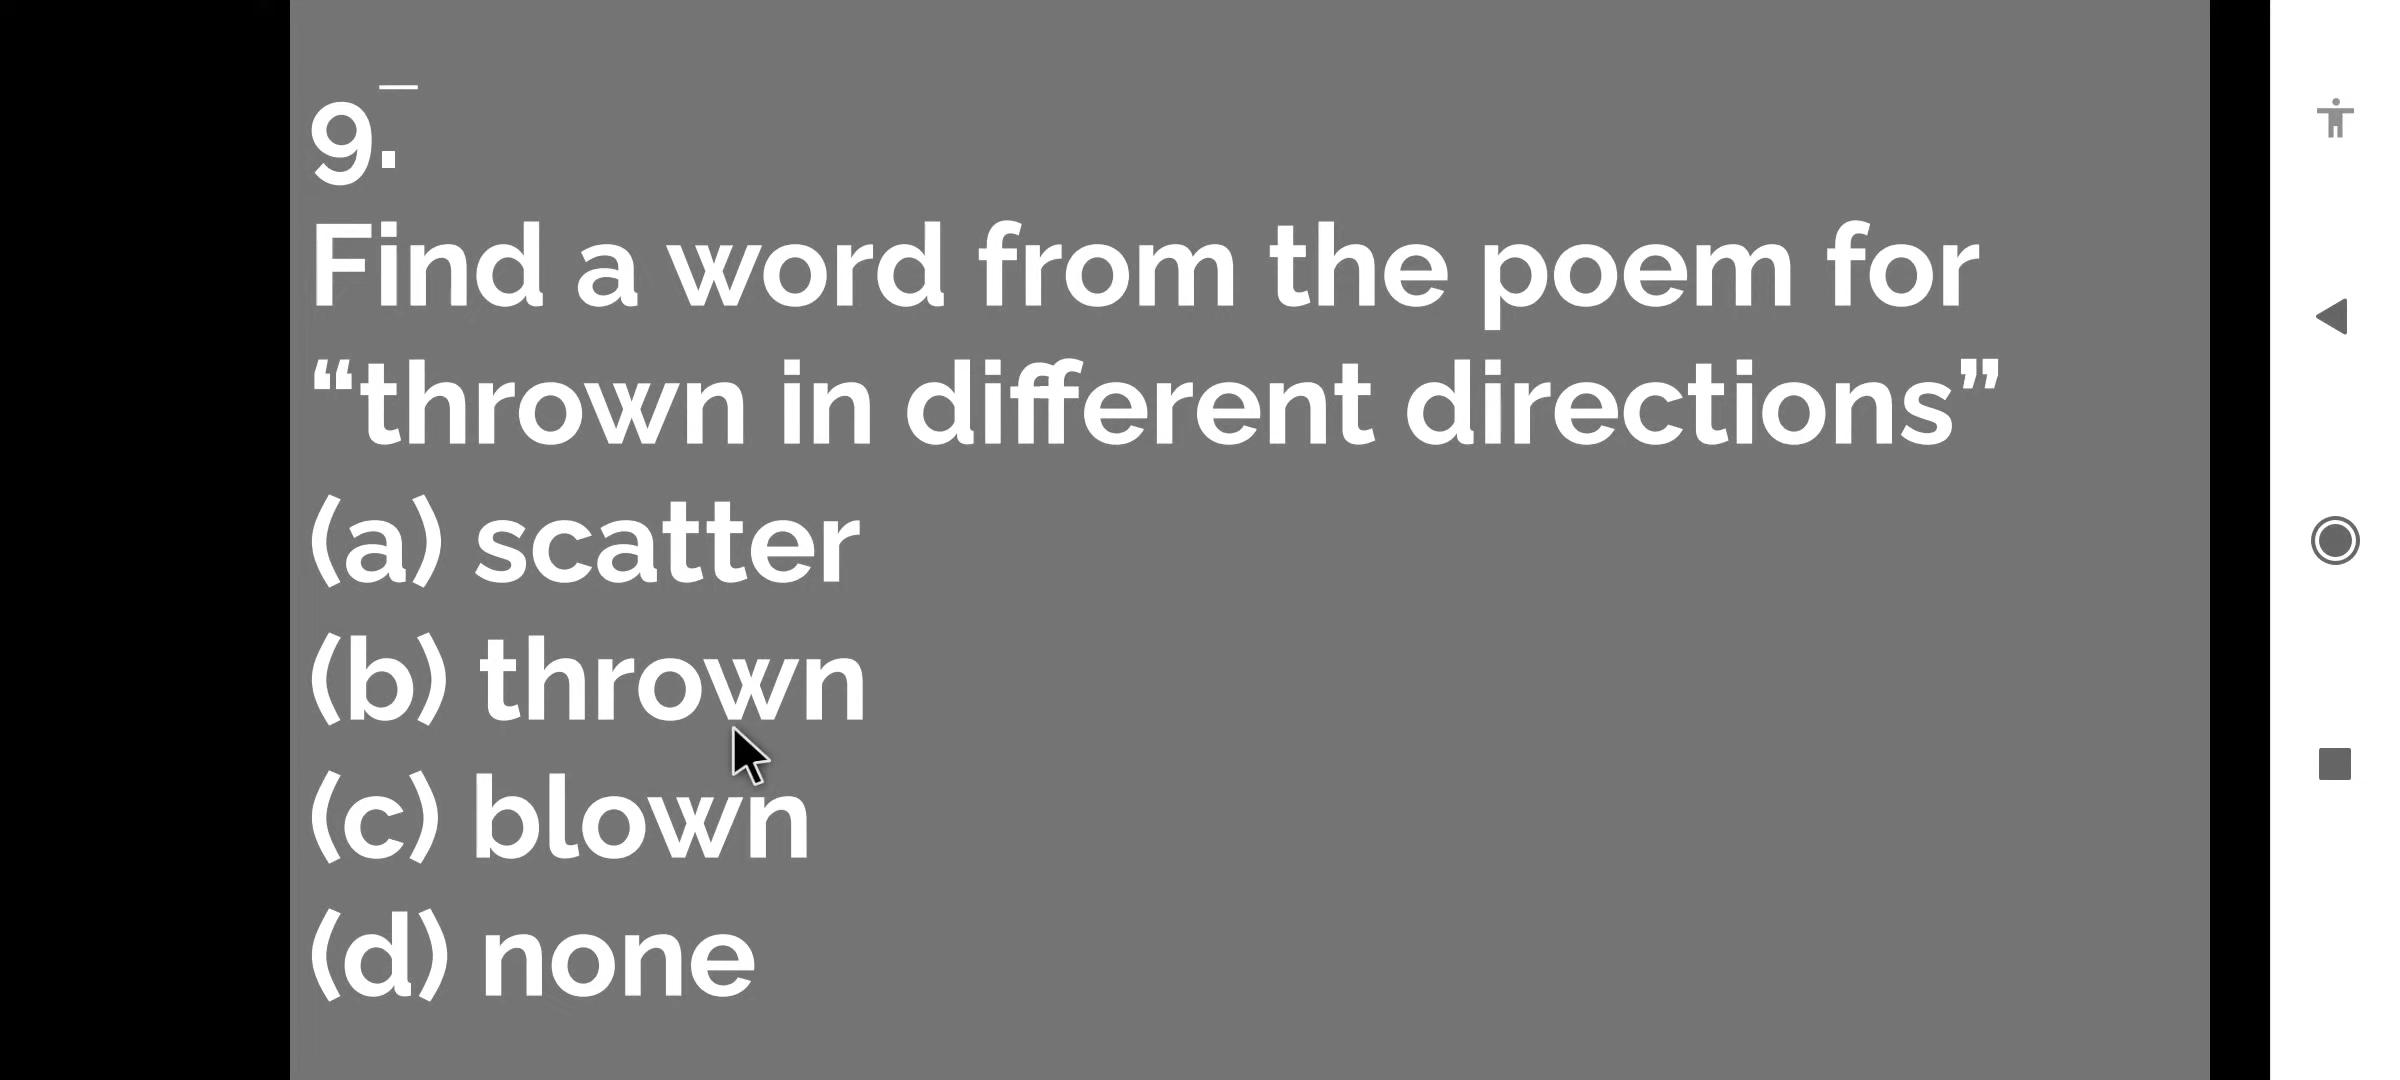 9.
Find a word from the poem for
“thrown in different directions”
(a) scatter
(b) thrown
(c) blown
(d) none